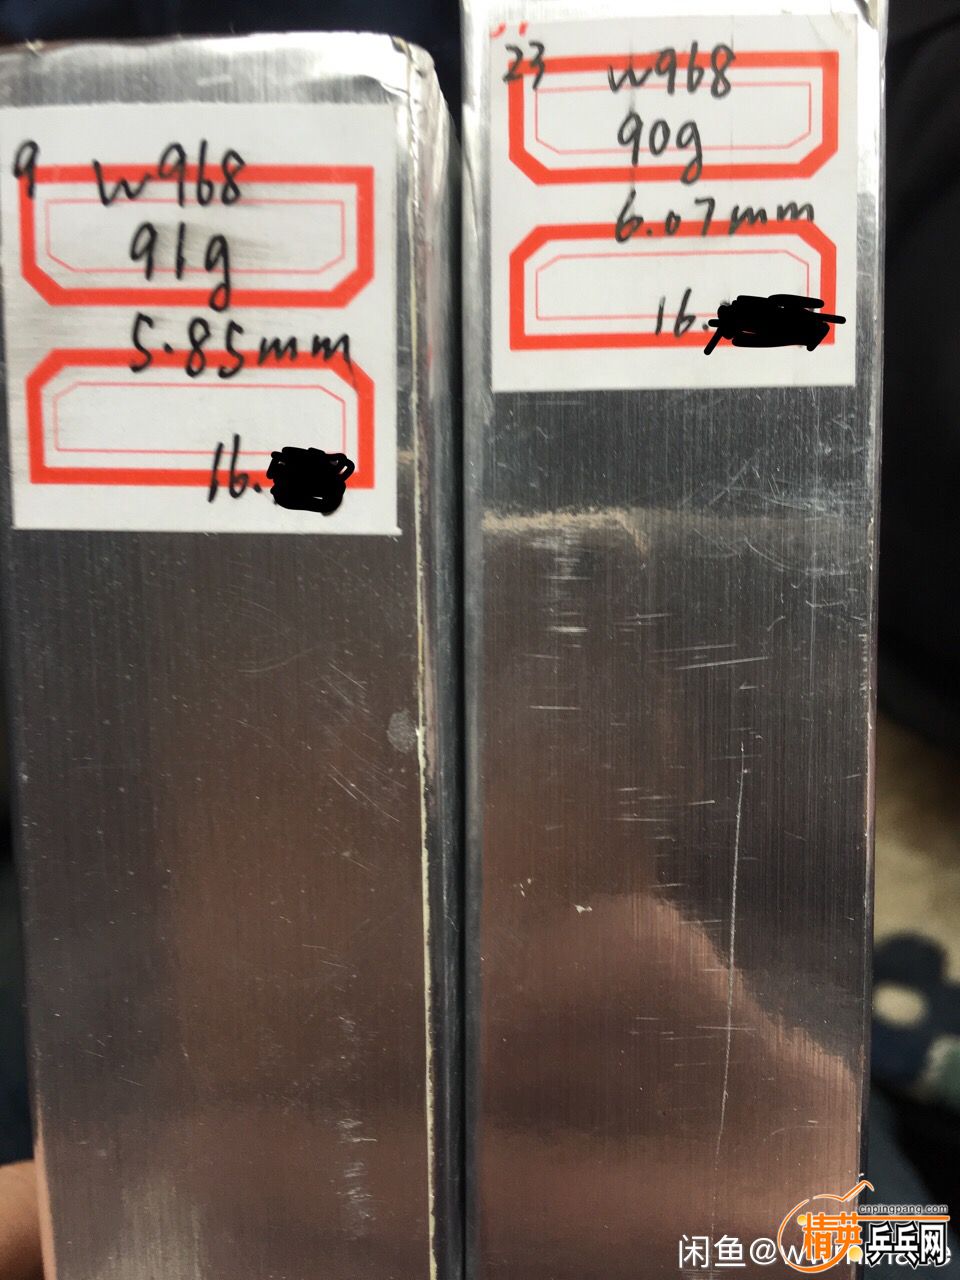 9 w968
91g
5.85mm
16.
23 w968
90g
6.07mm
16.
cnpingpang.com
精英乒乓网
闲鱼@w